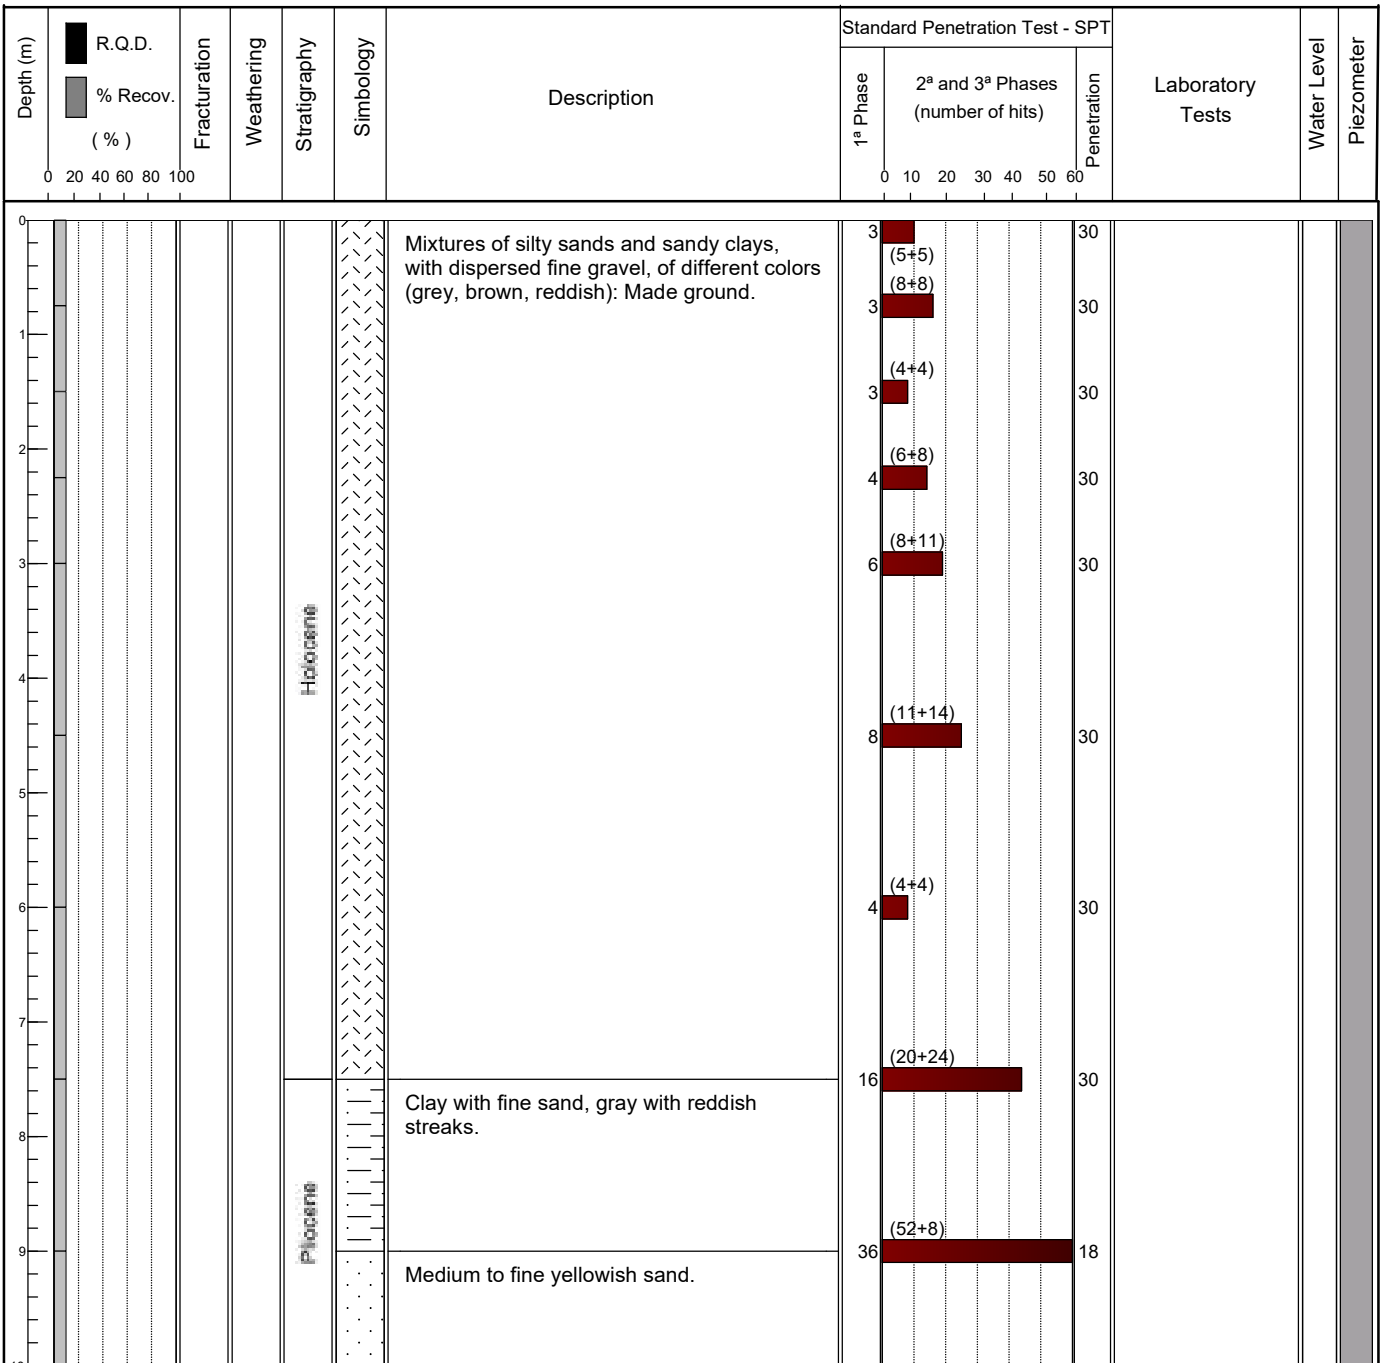 Depth (m)
R.Q.D.
% Recov.
( % )
0 20 40 60 80 100
Fracturation
Weathering
Stratigraphy
Simbology
Description
Standard Penetration Test - SPT
1ª Phase
2ª and 3ª Phases
(number of hits)
0 10 20 30 40 50 60
Penetration
Laboratory
Tests
Water Level
Piezometer
0
Mixtures of silty sands and sandy clays,
with dispersed fine gravel, of different colors
(grey, brown, reddish): Made ground.
3 30
(5+5)
(8+8)
3 30
1
(4+4)
3 30
2
(6+8)
4 30
(8+11)
3 6 30
Holocene
4
(11+14)
8 30
5
(4+4)
6 4 30
7
(20+24)
16 30
Clay with fine sand, gray with reddish
streaks.
8
Pliocene
(52+8)
9 36 18
Medium to fine yellowish sand.